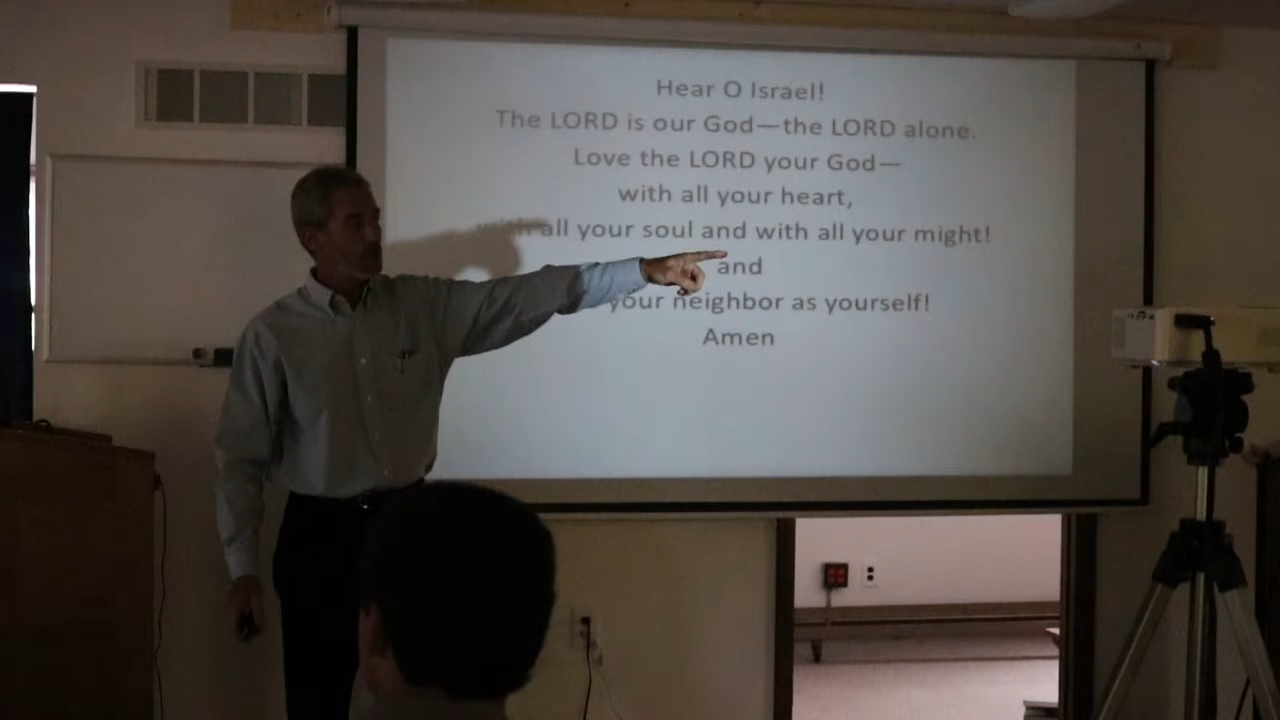 Hear O Israel!
The LORD is our God—the LORD alone.
Love the LORD your God—
with all your heart,
with all your soul and with all your might!
and
your neighbor as yourself!
Amen